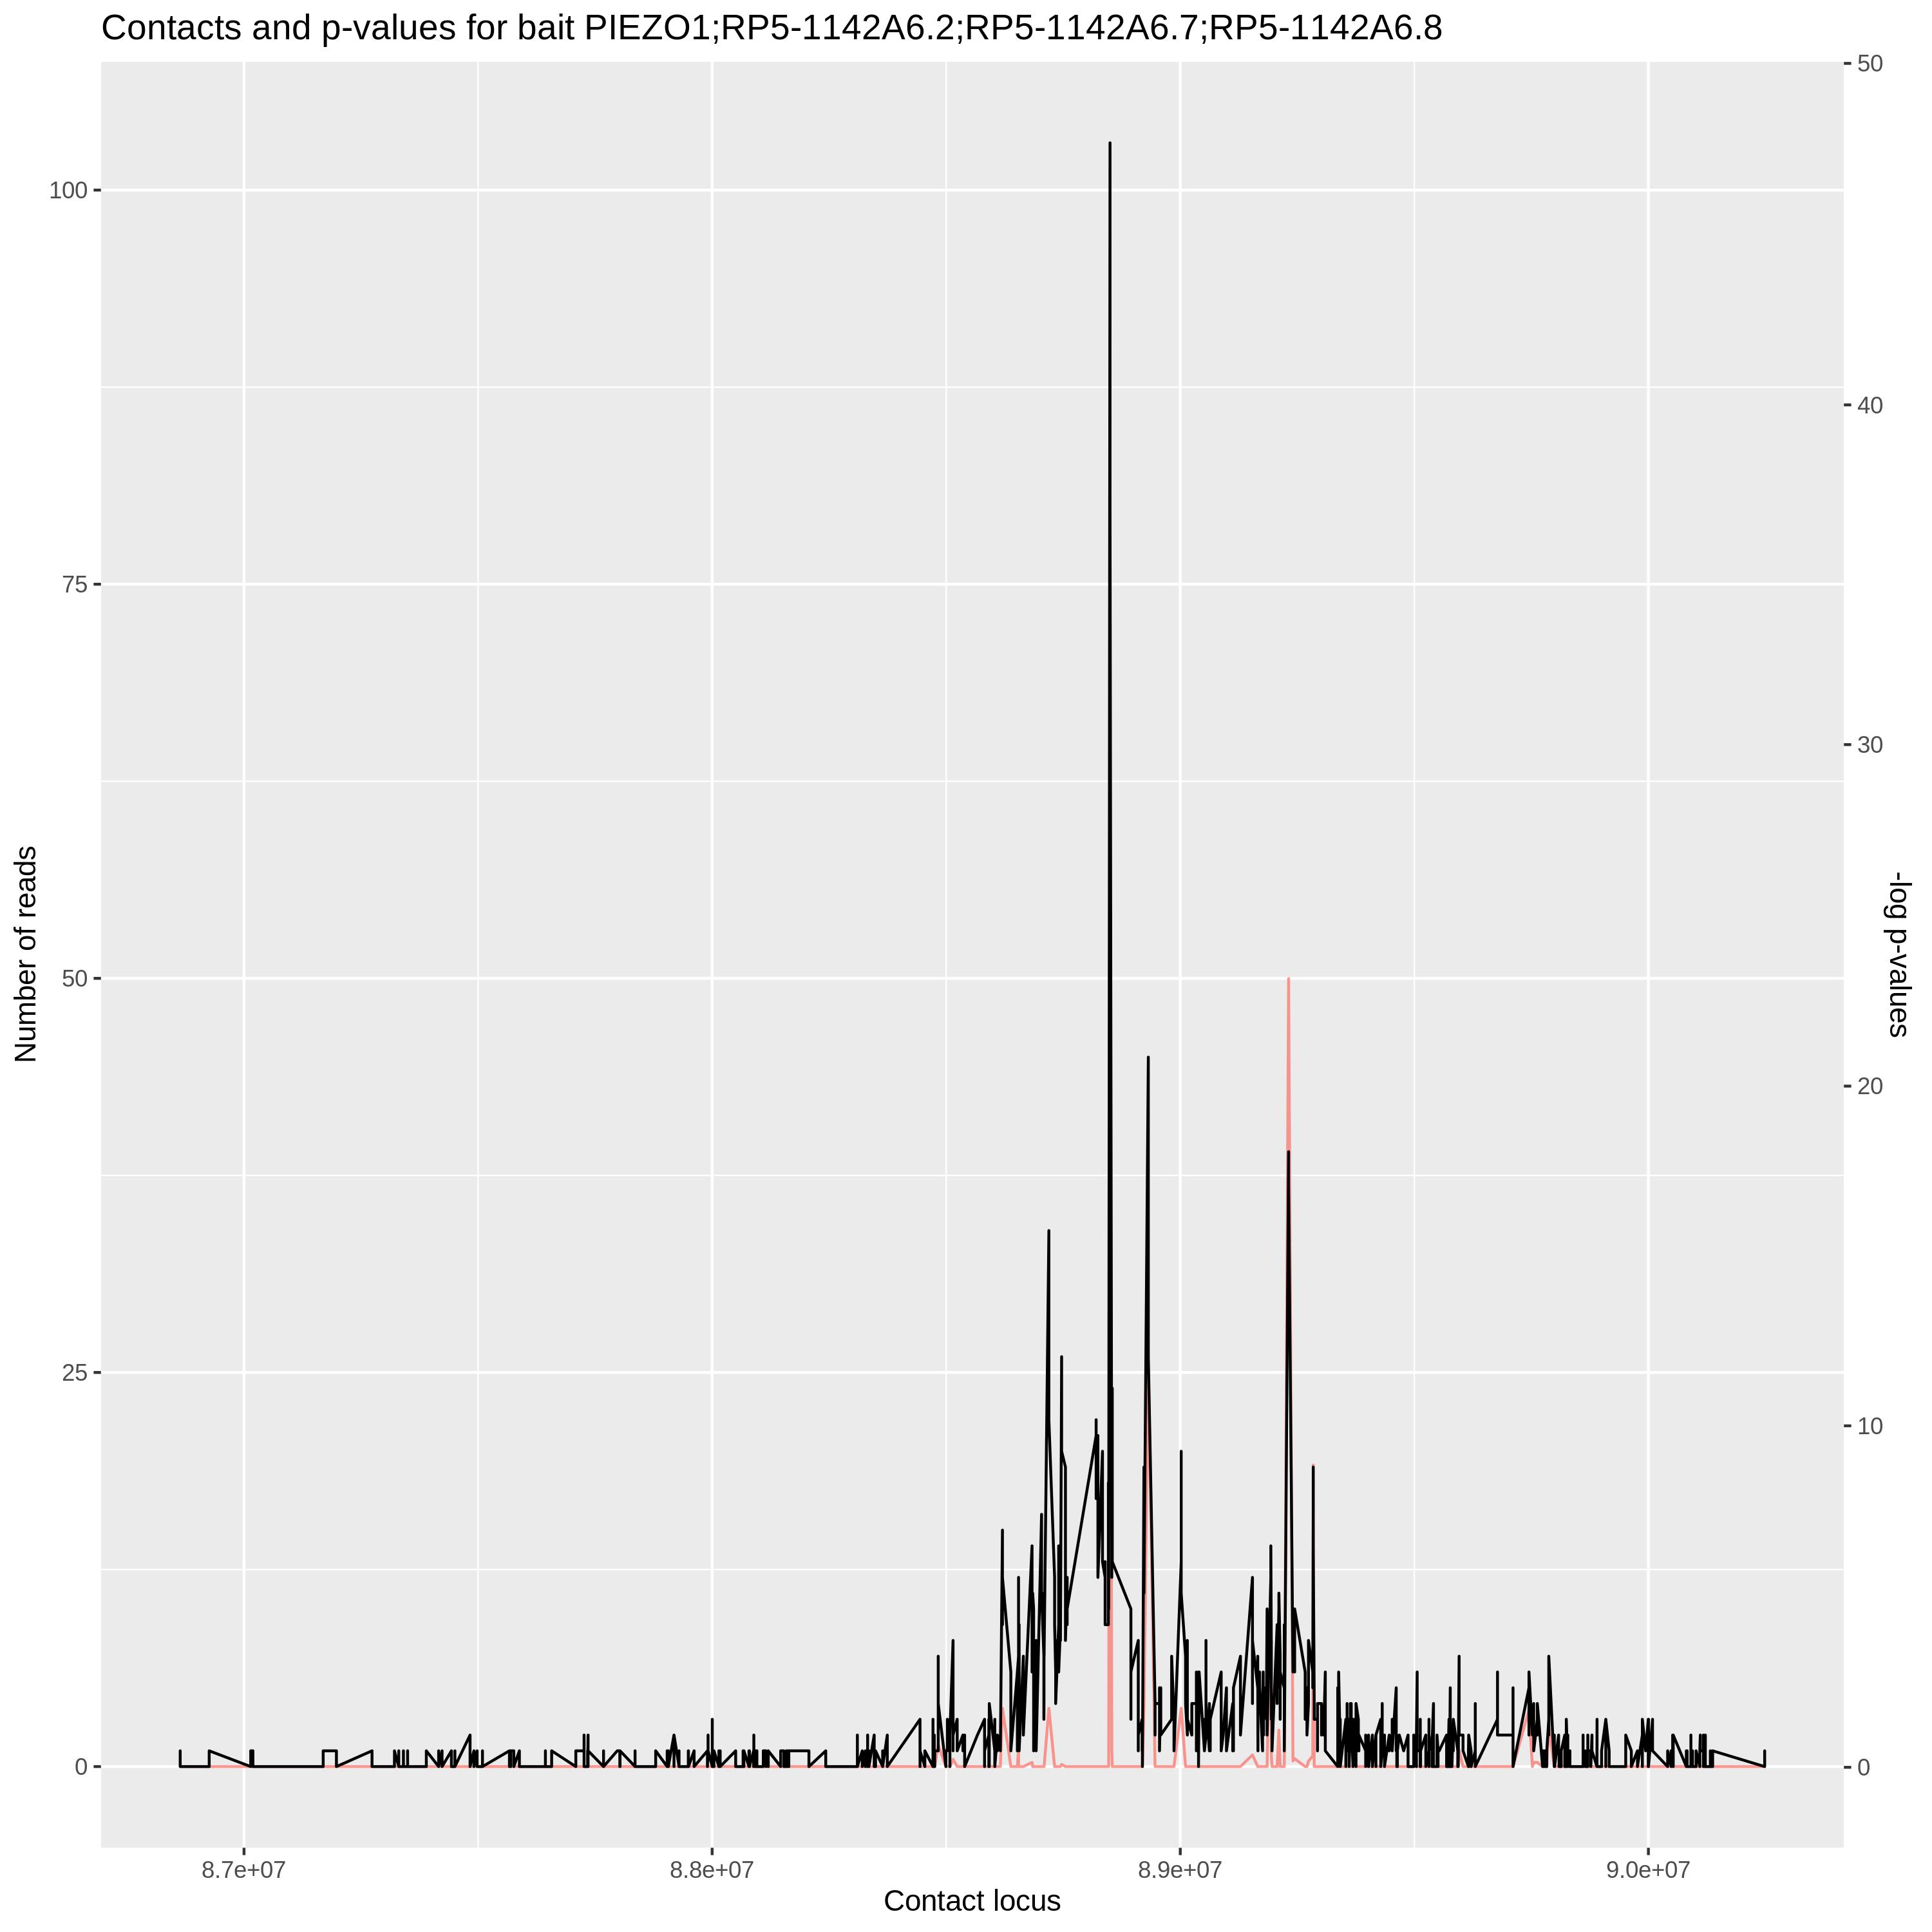 Contacts and p-values for bait PIEZO1;RP5-1142A6.2;RP5-1142A6.7;RP5-1142A6.8
Number of reads
100
75
50
25
0
50
40
30
20
10
0
-log p-values
8.7e+07 8.8e+07 8.9e+07 9.0e+07
Contact locus